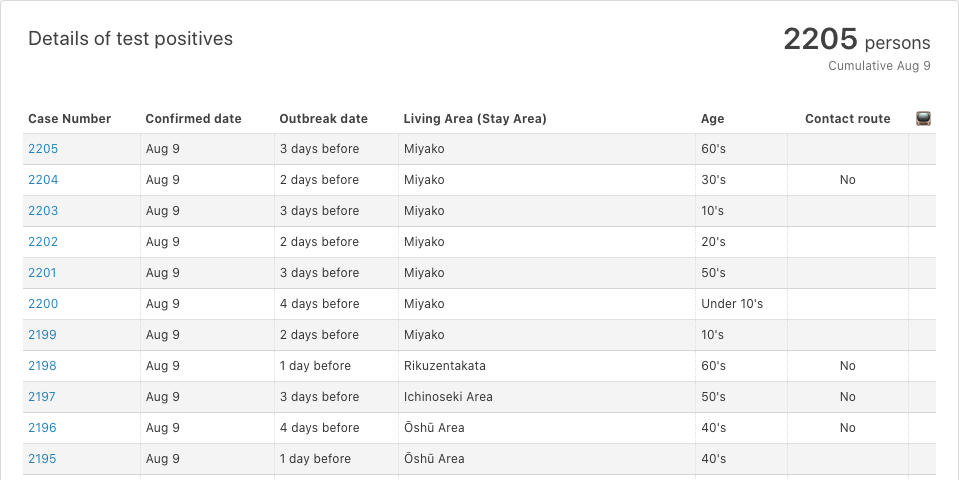 Details of test positives
2205 persons
Cumulative Aug 9
Case Number Confirmed date Outbreak date Living Area (Stay Area) Age Contact route
2205 Aug 9 3 days before Miyako 60's
2204 Aug 9 2 days before Miyako 30's No
2203 Aug 9 3 days before Miyako 10's
2202 Aug 9 2 days before Miyako 20's
2201 Aug 9 3 days before Miyako 50's
2200 Aug 9 4 days before Miyako Under 10's
2199 Aug 9 2 days before Miyako 10's
2198 Aug 9 1 day before Rikuzentakata 60's No
2197 Aug 9 3 days before Ichinoseki Area 50's No
2196 Aug 9 4 days before Ōshū Area 40's No
2195 Aug 9 1 day before Ōshū Area 40's